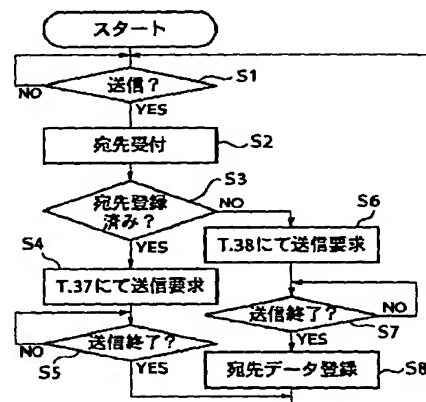 スタート
送信?
S1
NO
YES
宛先受付
S2
宛先登録
済み?
S3
NO
YES
S4
T.37にて送信要求
S6
T.38にて送信要求
送信終了?
NO
S5
YES
送信終了?
NO
S7
YES
宛先データ登録
S8